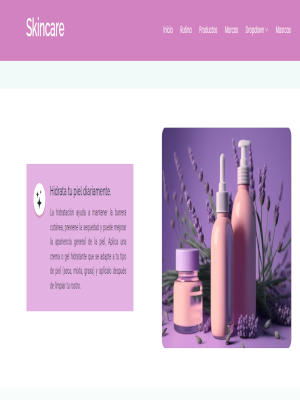 Skincare
Inicio Rutina Productos Marcas Dropdown Marcas
Hidrata tu piel diariamente.
La hidratación ayuda a mantener la barrera
cutánea, previene la sequedad y puede mejorar
la apariencia general de la piel. Aplica una
crema o gel hidratante que se adapte a tu tipo
de piel (seca, mixta, grasa) y aplícalo después
de limpiar tu rostro.